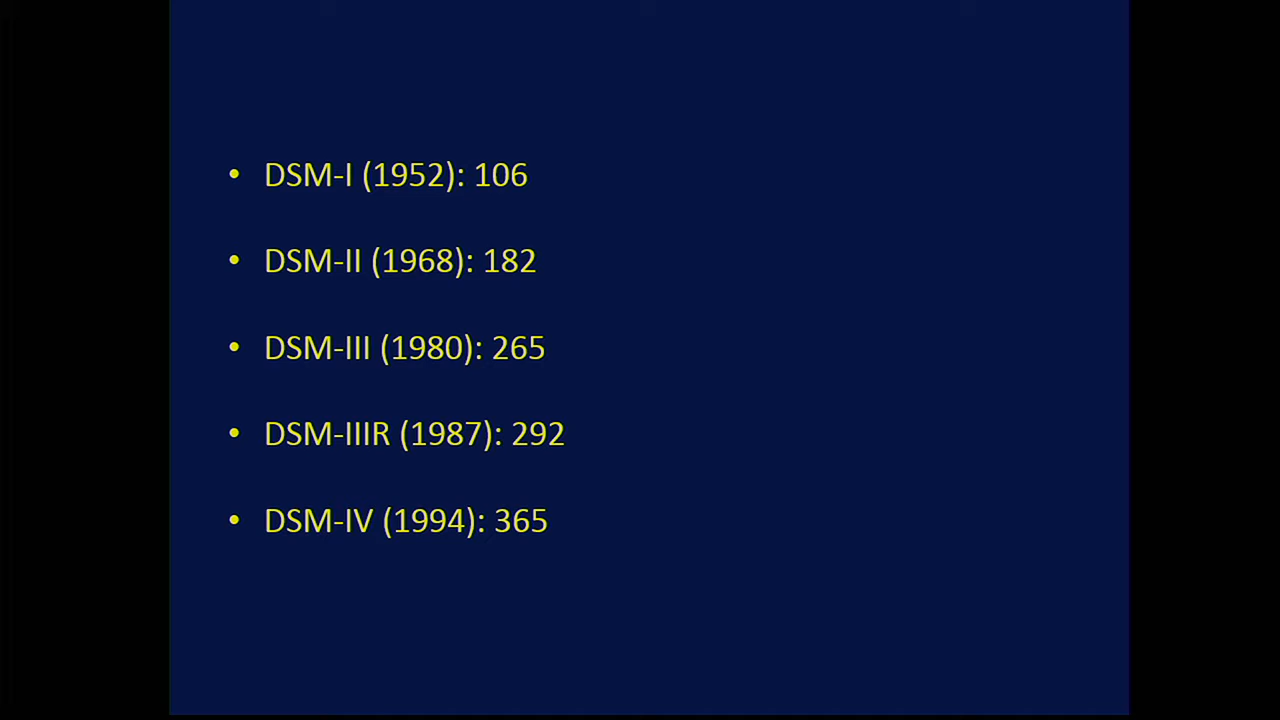 • DSM-I (1952): 106
• DSM-II (1968): 182
• DSM-III (1980): 265
• DSM-IIIR (1987): 292
• DSM-IV (1994): 365